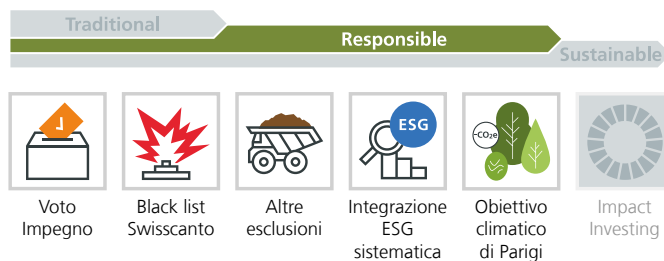 Traditional
Responsible
Sustainable
ESG
-CO₂e
Voto
Impegno
Black list
Swisscanto
Altre
esclusioni
Integrazione
ESG
sistematica
Obiettivo
climatico
di Parigi
Impact
Investing